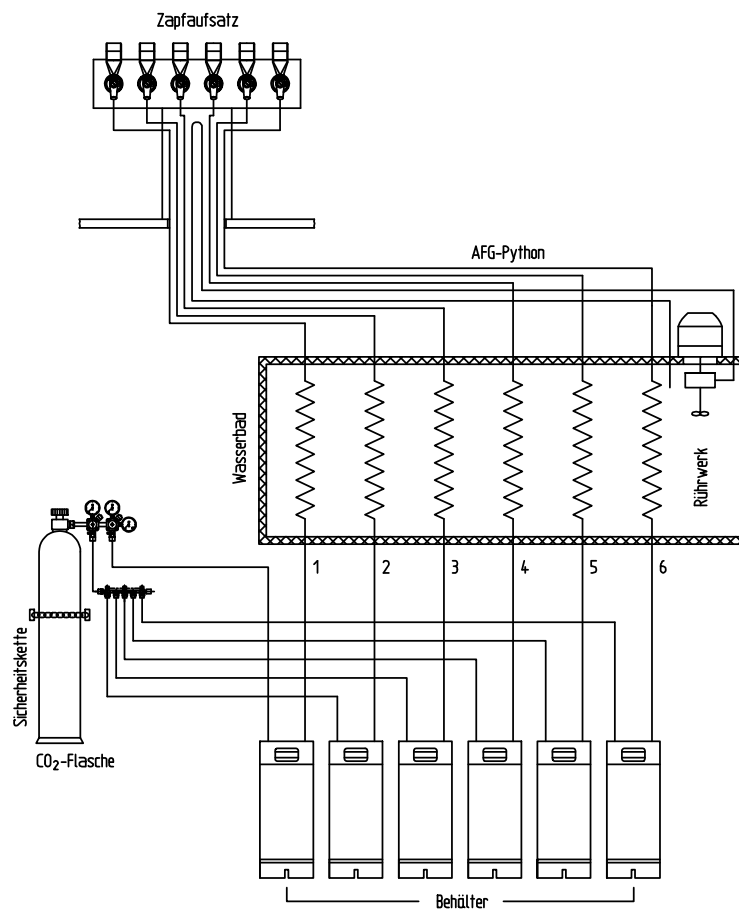 Zapfaufsatz
AFG-Python
Wasserbad
Rührwerk
1 2 3 4 5 6
Sicherheitskette
CO₂-Flasche
Behälter